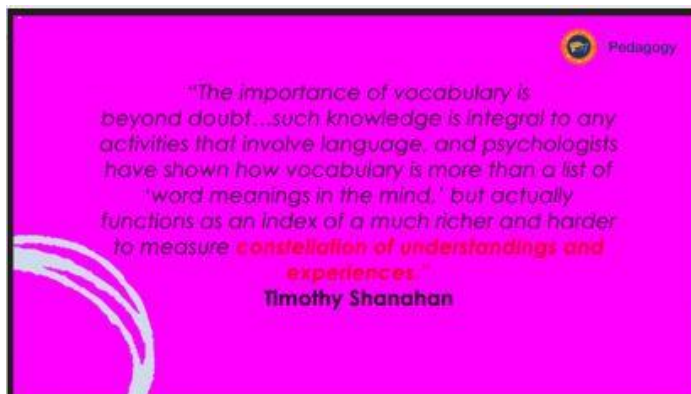 Pedagogy
“The importance of vocabulary is
beyond doubt...such knowledge is integral to any
activities that involve language, and psychologists
have shown how vocabulary is more than a list of
‘word meanings in the mind,’ but actually
functions as an index of a much richer and harder
to measure constellation of understandings and
experiences.”
Timothy Shanahan